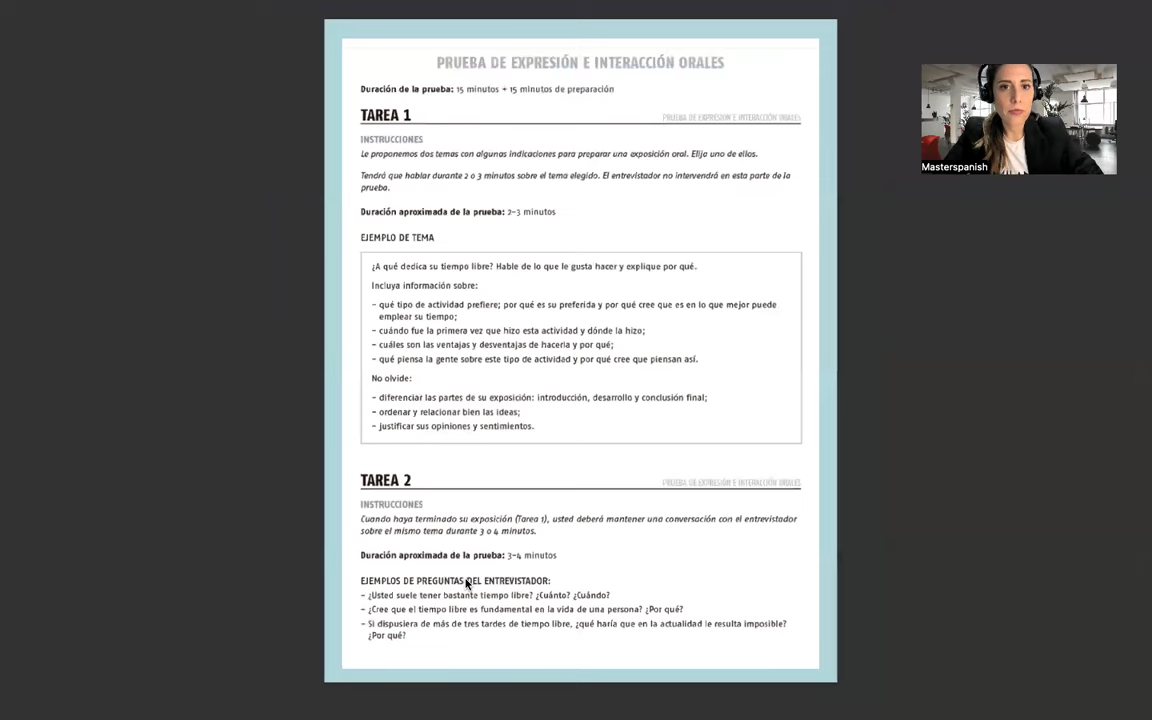 PRUEBA DE EXPRESIÓN E INTERACCIÓN ORALES
Duración de la prueba: 15 minutos + 15 minutos de preparación
TAREA 1
PRUEBA DE EXPRESIÓN E INTERACCIÓN ORALES
INSTRUCCIONES
Le proponemos dos temas con algunas indicaciones para preparar una exposición oral. Elija uno de ellos.
Tendrá que hablar durante 2 o 3 minutos sobre el tema elegido. El entrevistador no intervendrá en esta parte de la
prueba.
Duración aproximada de la prueba: 2-3 minutos
EJEMPLO DE TEMA
¿A qué dedica su tiempo libre? Hable de lo que le gusta hacer y explique por qué.
Incluya información sobre:
- qué tipo de actividad prefiere; por qué es su preferida y por qué cree que es en lo que mejor puede
emplear su tiempo;
- cuándo fue la primera vez que hizo esta actividad y dónde la hizo;
- cuáles son las ventajas y desventajas de hacerla y por qué;
- qué piensa la gente sobre este tipo de actividad y por qué cree que piensan así.
No olvide:
- diferenciar las partes de su exposición: introducción, desarrollo y conclusión final;
- ordenar y relacionar bien las ideas;
- justificar sus opiniones y sentimientos.
TAREA 2
PRUEBA DE EXPRESIÓN E INTERACCIÓN ORALES
INSTRUCCIONES
Cuando haya terminado su exposición (Tarea 1), usted deberá mantener una conversación con el entrevistador
sobre el mismo tema durante 3 o 4 minutos.
Duración aproximada de la prueba: 3-4 minutos
EJEMPLOS DE PREGUNTAS DEL ENTREVISTADOR:
- ¿Usted suele tener bastante tiempo libre? ¿Cuánto? ¿Cuándo?
- ¿Cree que el tiempo libre es fundamental en la vida de una persona? ¿Por qué?
- Si dispusiera de más de tres tardes de tiempo libre, ¿qué haría que en la actualidad le resulta imposible?
¿Por qué?
Masterspanish